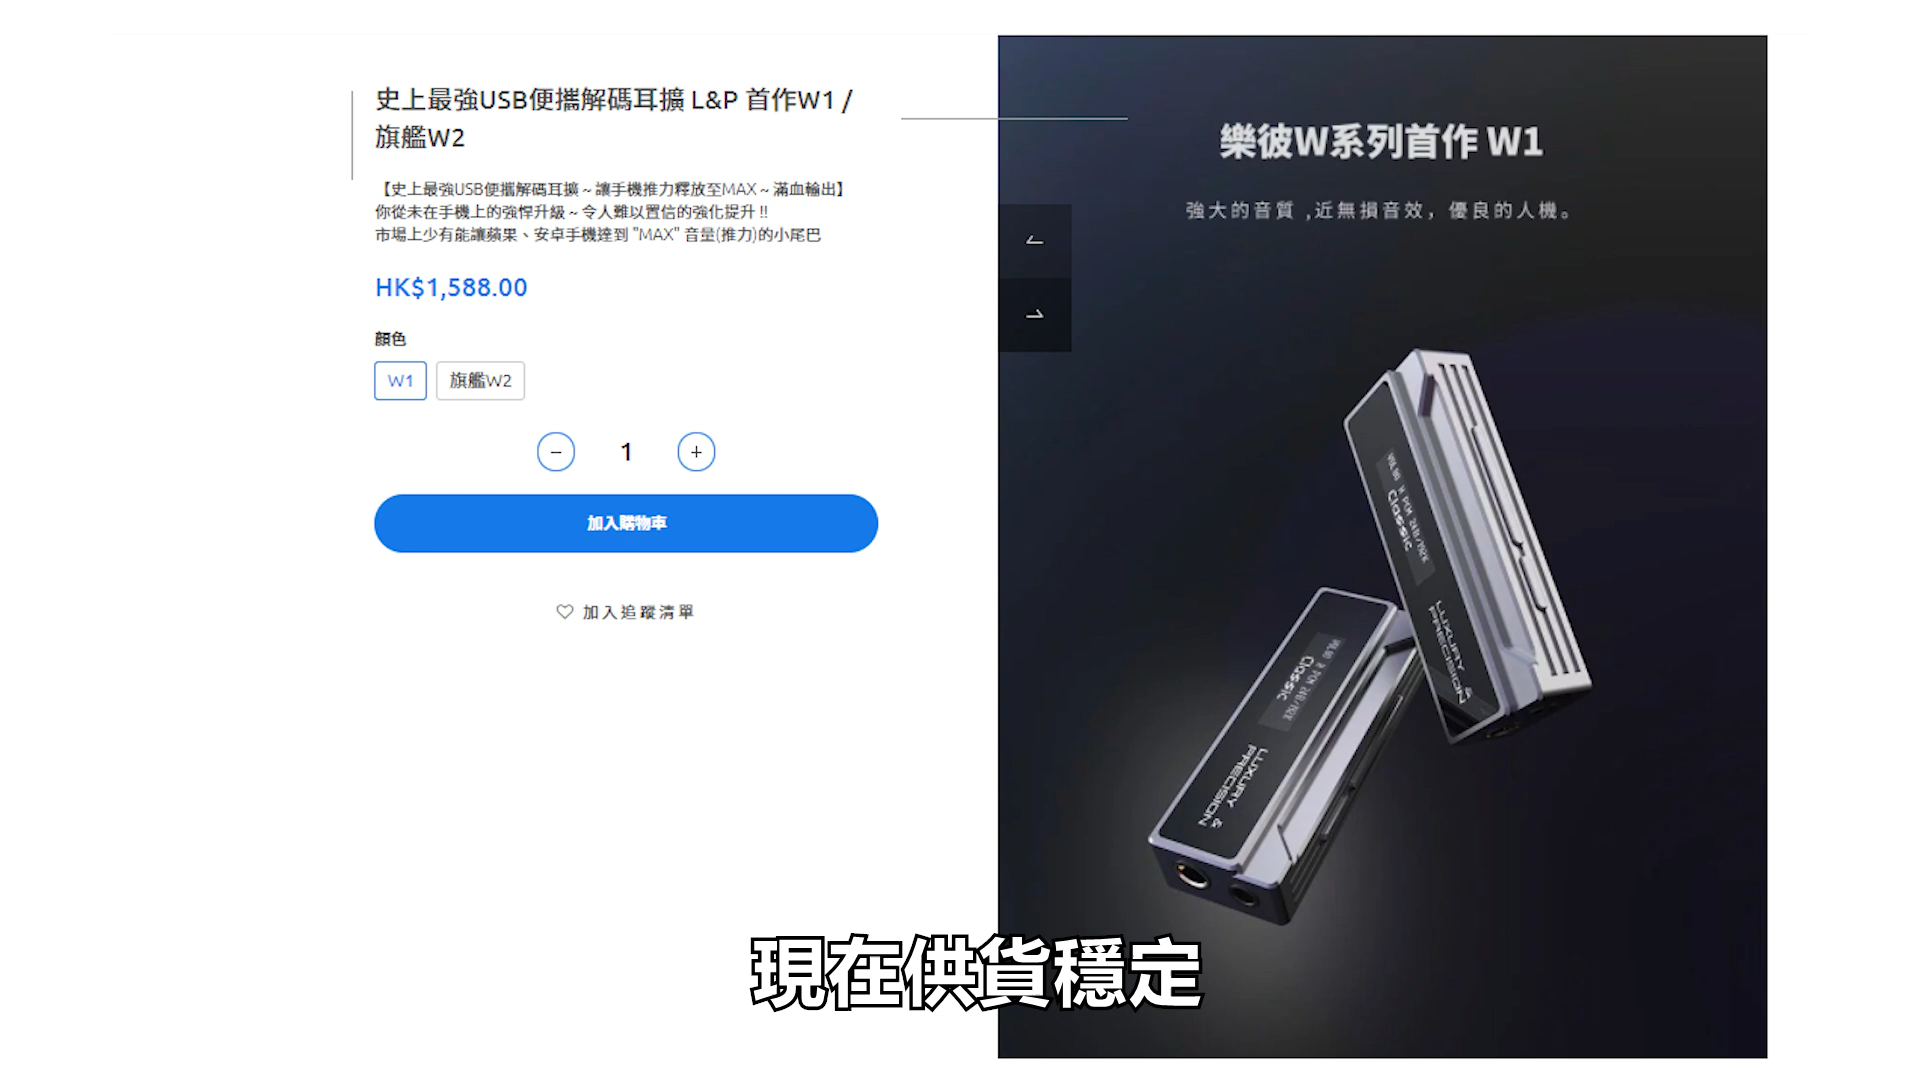 史上最強USB便攜解碼耳擴 L&P 首作W1 /
旗艦W2
【史上最強USB便攜解碼耳擴 ~ 讓手機推力釋放至MAX ~ 滿血輸出】
你從未在手機上的強悍升級 ~ 令人難以置信的強化提升 !!
市場上少有能讓蘋果、安卓手機達到 "MAX" 音量(推力)的小尾巴
HK$1,588.00
顏色
W1
旗艦W2
− 1 +
加入購物車
加入追蹤清單
樂彼W系列首作 W1
強大的音質 ,近無損音效，優良的人機。
Classic
LUXURY &
PRECISION
Classic
LUXURY &
PRECISION
現在供貨穩定